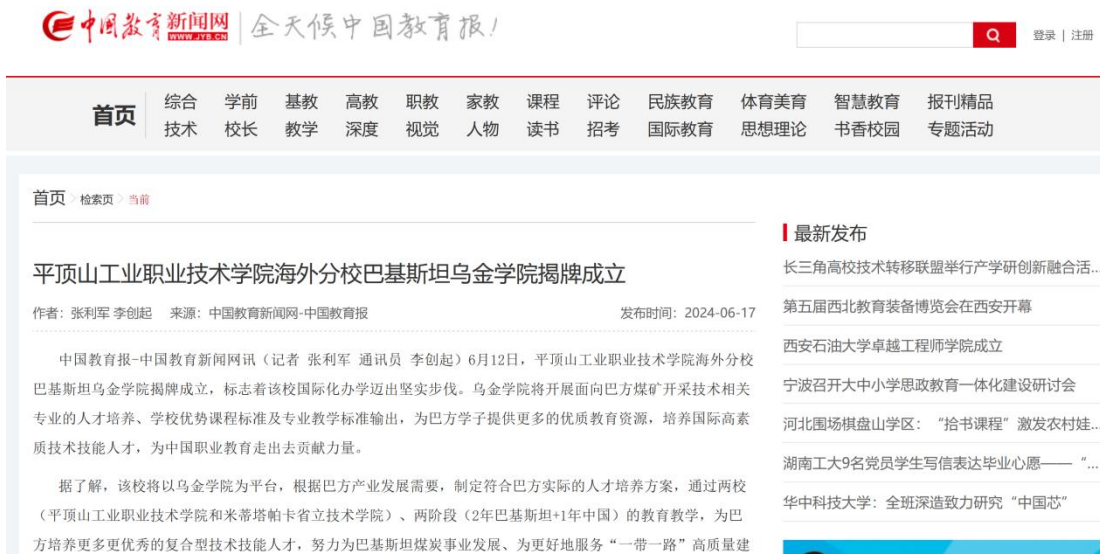 中国教育新闻网
WWW.JYB.CN
全天候中国教育报!
登录 | 注册
首页
综合 学前 基教 高教 职教 家教 课程 评论 民族教育 体育美育 智慧教育 报刊精品
技术 校长 教学 深度 视觉 人物 读书 招考 国际教育 思想理论 书香校园 专题活动
首页 > 检索页 > 当前
平顶山工业职业技术学院海外分校巴基斯坦乌金学院揭牌成立
作者:张利军 李创起 来源:中国教育新闻网-中国教育报 发布时间:2024-06-17
中国教育报-中国教育新闻网讯(记者 张利军 通讯员 李创起)6月12日,平顶山工业职业技术学院海外分校
巴基斯坦乌金学院揭牌成立,标志着该校国际化办学迈出坚实步伐。乌金学院将开展面向巴方煤矿开采技术相关
专业的人才培养、学校优势课程标准及专业教学标准输出,为巴方学子提供更多的优质教育资源,培养国际高素
质技术技能人才,为中国职业教育走出去贡献力量。
据了解,该校将以乌金学院为平台,根据巴方产业发展需要,制定符合巴方实际的人才培养方案,通过两校
(平顶山工业职业技术学院和米蒂塔帕卡省立技术学院)、两阶段(2年巴基斯坦+1年中国)的教育教学,为巴
方培养更多更优秀的复合型技术技能人才,努力为巴基斯坦煤炭事业发展、为更好地服务“一带一路”高质量建
最新发布
长三角高校技术转移联盟举行产学研创新融合活...
第五届西北教育装备博览会在西安开幕
西安石油大学卓越工程师学院成立
宁波召开大中小学思政教育一体化建设研讨会
河北围场棋盘山学区:“拾书课程”激发农村娃...
湖南工大9名党员学生写信表达毕业心愿——“...
华中科技大学:全班深造致力研究“中国芯”